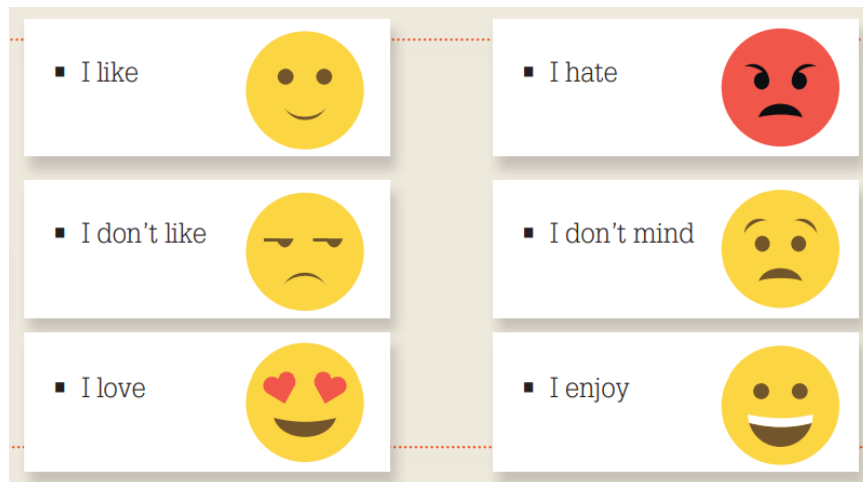 ▪ I like
▪ I hate
▪ I don’t like
▪ I don’t mind
▪ I love
▪ I enjoy